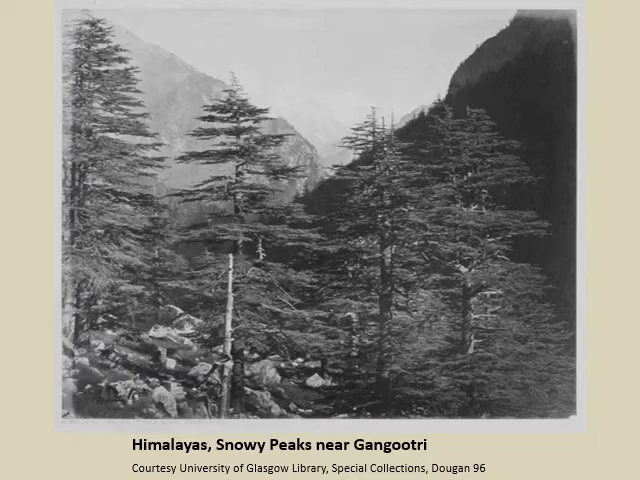 Himalayas, Snowy Peaks near Gangootri
Courtesy University of Glasgow Library, Special Collections, Dougan 96